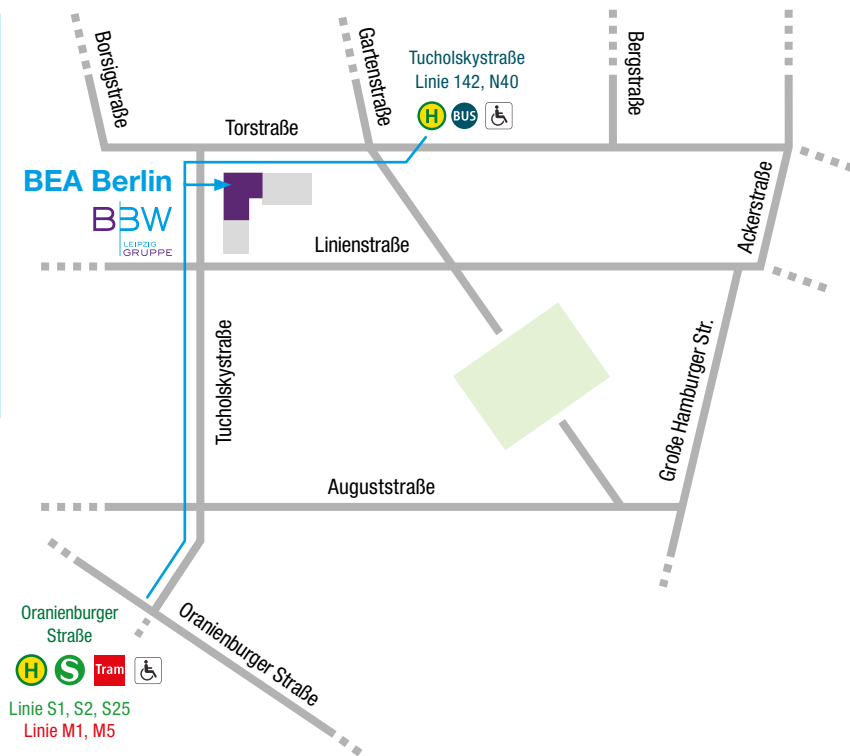 Borsigstraße
Gartenstraße
Tucholskystraße
Linie 142, N40
H
BUS
Bergstraße
Torstraße
BEA Berlin
BBW
LEIPZIG
GRUPPE
Linienstraße
Ackerstraße
Tucholskystraße
Große Hamburger Str.
Auguststraße
Oranienburger
Straße
H
S
Tram
Linie S1, S2, S25
Linie M1, M5
Oranienburger Straße